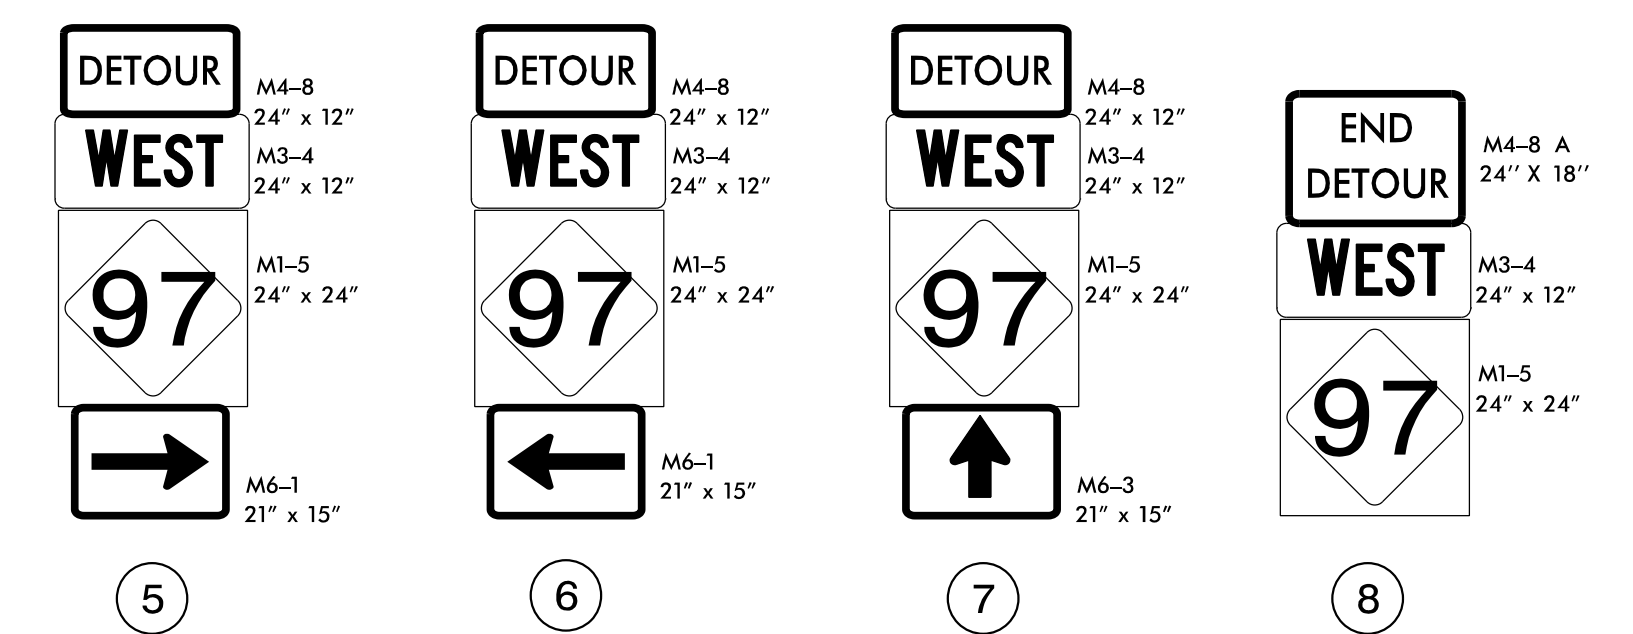 DETOUR
M4–8
24” x 12”
WEST
M3–4
24” x 12”
97
M1–5
24” x 24”
M6–1
21” x 15”
5
DETOUR
M4–8
24” x 12”
WEST
M3–4
24” x 12”
97
M1–5
24” x 24”
M6–1
21” x 15”
6
DETOUR
M4–8
24” x 12”
WEST
M3–4
24” x 12”
97
M1–5
24” x 24”
M6–3
21” x 15”
7
END
DETOUR
M4–8 A
24’’ X 18’’
WEST
M3–4
24” x 12”
97
M1–5
24” x 24”
8